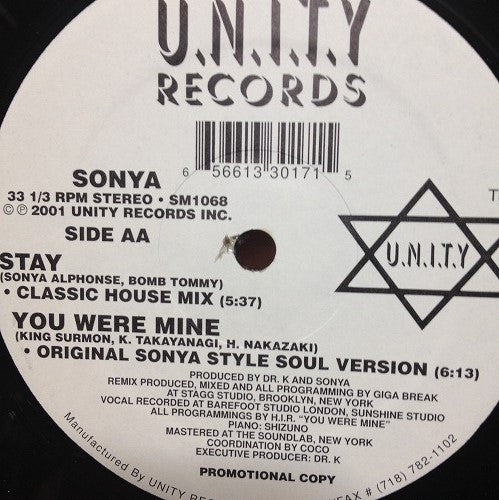 U.N.I.T.Y
RECORDS
6 56613 30171 5
SONYA
33 1/3 RPM STEREO • SM1068
© ℗ 2001 UNITY RECORDS INC.
SIDE AA
U.N.I.T.Y
STAY
(SONYA ALPHONSE, BOMB TOMMY)
• CLASSIC HOUSE MIX (5:37)
YOU WERE MINE
(KING SURMON, K. TAKAYANAGI, H. NAKAZAKI)
• ORIGINAL SONYA STYLE SOUL VERSION (6:13)
PRODUCED BY DR. K AND SONYA
REMIX PRODUCED, MIXED AND ALL PROGRAMMING BY GIGA BREAK
AT STAGG STUDIO, BROOKLYN, NEW YORK
VOCAL RECORDED AT BAREFOOT STUDIO LONDON, SUNSHINE STUDIO
ALL PROGRAMMINGS BY H.I.R. "YOU WERE MINE"
PIANO: SHIZUNO
MASTERED AT THE SOUNDLAB, NEW YORK
COORDINATION BY COCO
EXECUTIVE PRODUCER: DR. K
PROMOTIONAL COPY
Manufactured By UNITY
FAX # (718) 782-1102